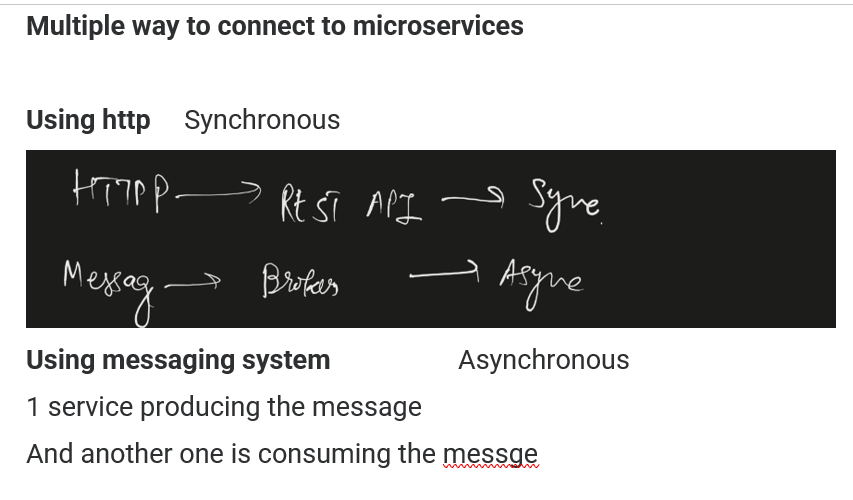 Multiple way to connect to microservices
Using http Synchronous
HTTP → REST API → Sync
Messag → Brokers → Async
Using messaging system Asynchronous
1 service producing the message
And another one is consuming the messge